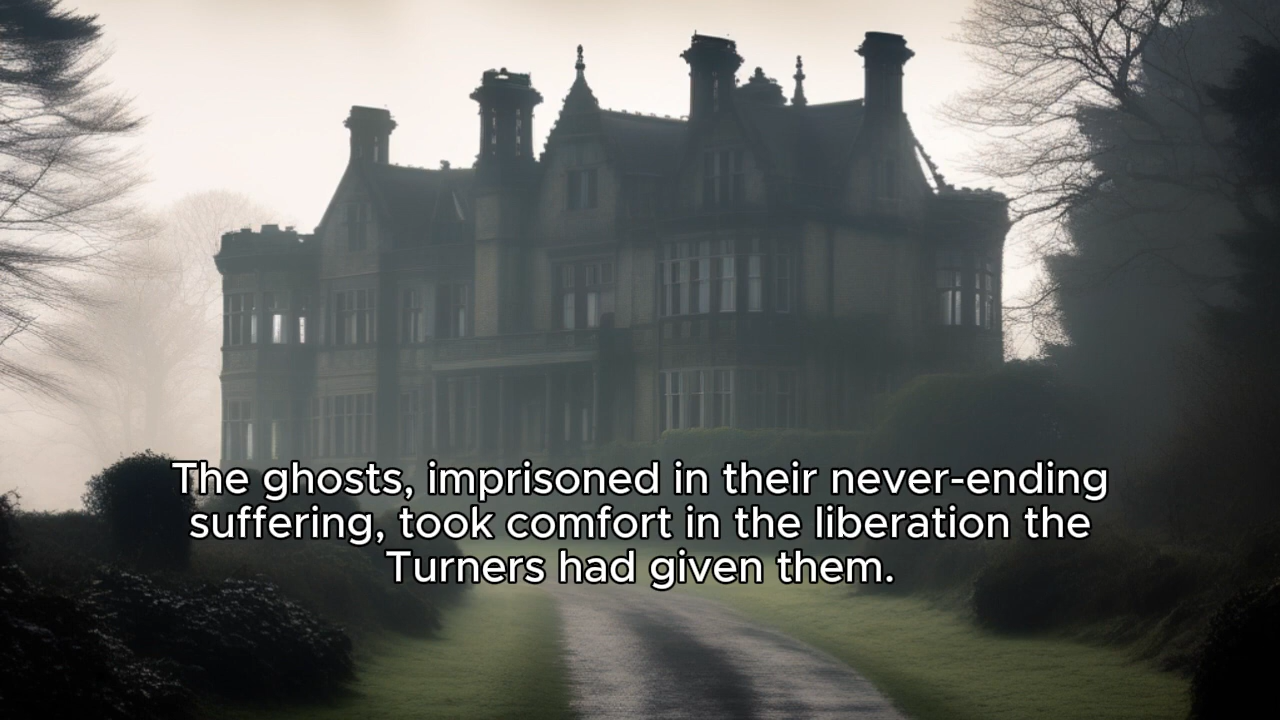 The ghosts, imprisoned in their never-ending
suffering, took comfort in the liberation the
Turners had given them.